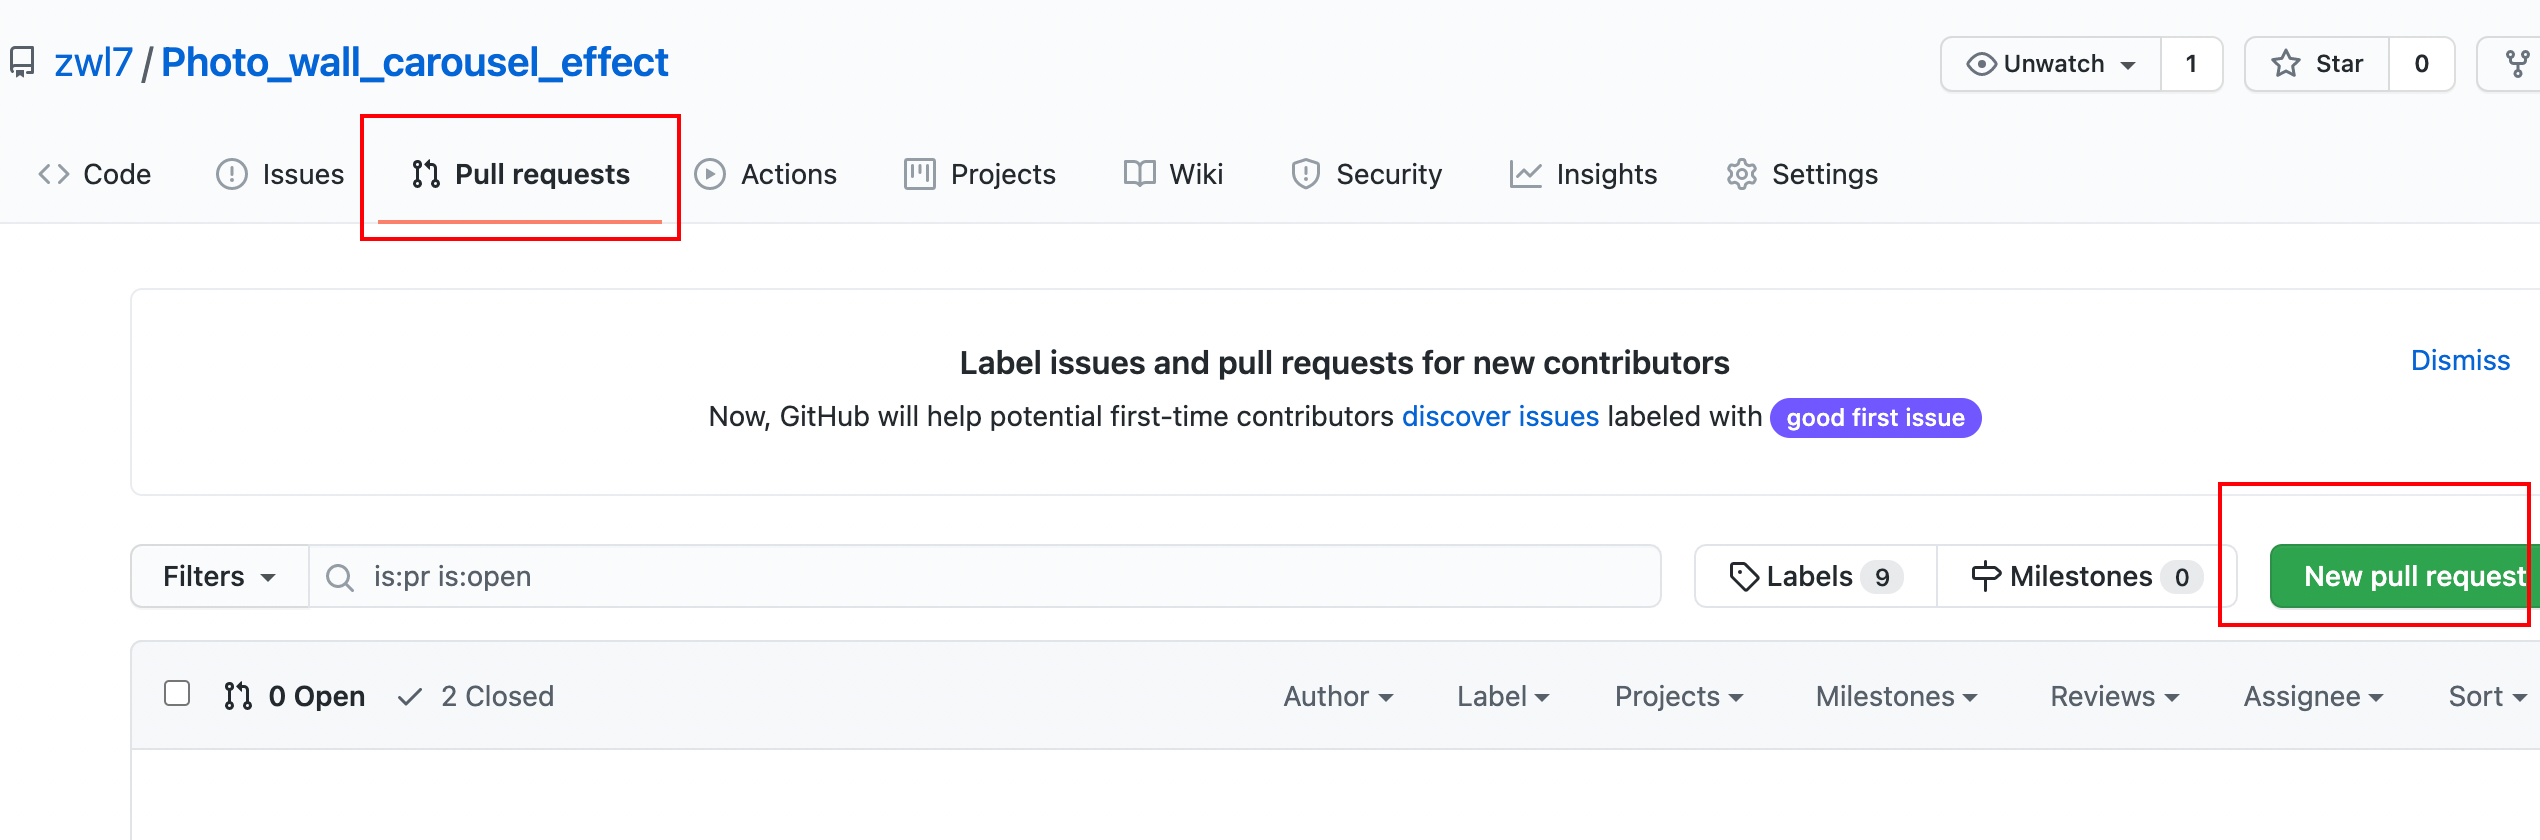 zwl7 / Photo_wall_carousel_effect
Unwatch 1 Star 0
Code Issues Pull requests Actions Projects Wiki Security Insights Settings
Label issues and pull requests for new contributors
Dismiss
Now, GitHub will help potential first-time contributors discover issues labeled with good first issue
Filters is:pr is:open Labels 9 Milestones 0 New pull request
0 Open 2 Closed Author Label Projects Milestones Reviews Assignee Sort